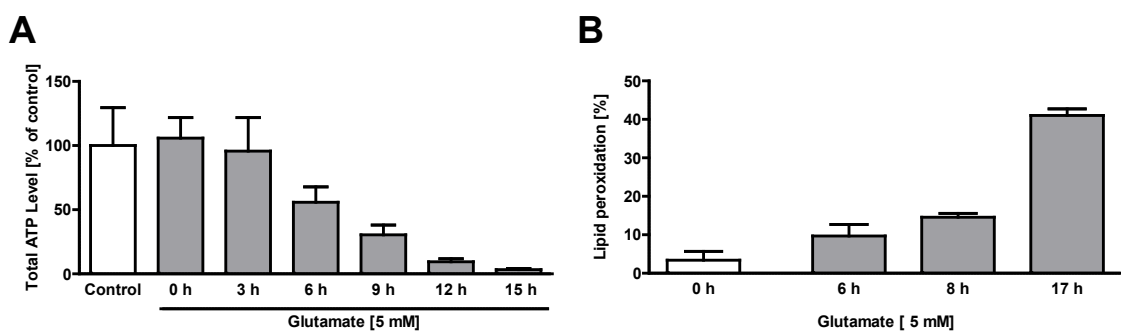 A
Total ATP Level [% of control]
150
100
50
0
Control 0 h 3 h 6 h 9 h 12 h 15 h
Glutamate [5 mM]
B
Lipid peroxidation [%]
50
40
30
20
10
0
0 h 6 h 8 h 17 h
Glutamate [ 5 mM]